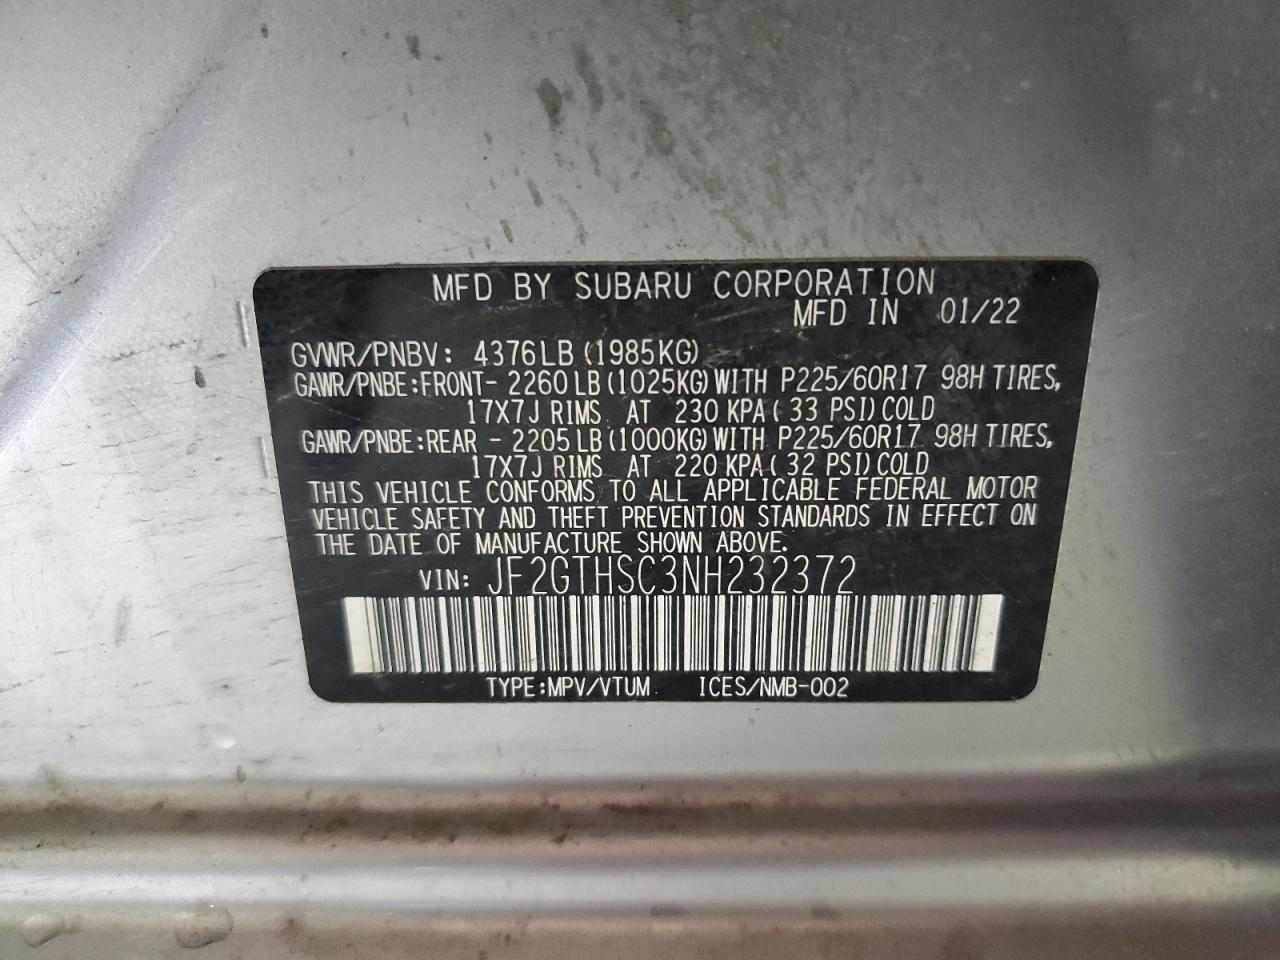 MFD BY SUBARU CORPORATION
MFD IN 01/22
GVWR/PNBV: 4376LB(1985KG)
GAWR/PNBE:FRONT- 2260LB(1025KG)WITH P225/60R17 98H TIRES,
17X7J RIMS AT 230 KPA( 33 PSI)COLD
GAWR/PNBE:REAR - 2205LB(1000KG)WITH P225/60R17 98H TIRES,
17X7J RIMS AT 220 KPA( 32 PSI)COLD
THIS VEHICLE CONFORMS TO ALL APPLICABLE FEDERAL MOTOR
VEHICLE SAFETY AND THEFT PREVENTION STANDARDS IN EFFECT ON
THE DATE OF MANUFACTURE SHOWN ABOVE.
VIN: JF2GTHSC3NH232372
TYPE:MPV/VTUM ICES/NMB-002